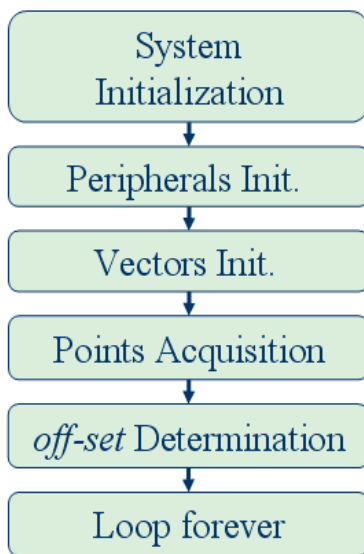 System
Initialization
Peripherals Init.
Vectors Init.
Points Acquisition
off-set Determination
Loop forever